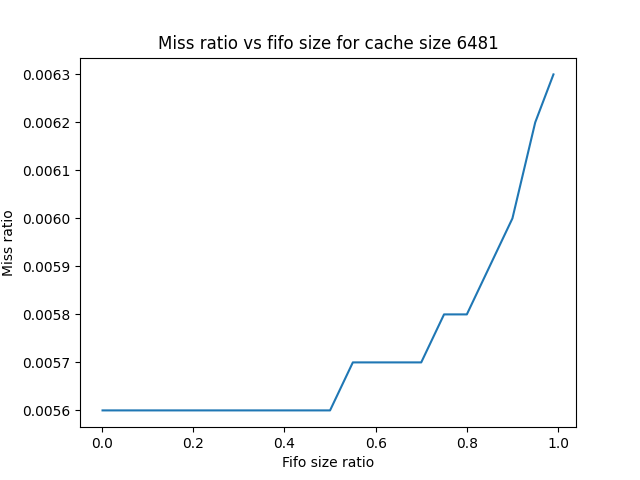 Miss ratio vs fifo size for cache size 6481
Miss ratio
0.0063
0.0062
0.0061
0.0060
0.0059
0.0058
0.0057
0.0056
0.0 0.2 0.4 0.6 0.8 1.0
Fifo size ratio